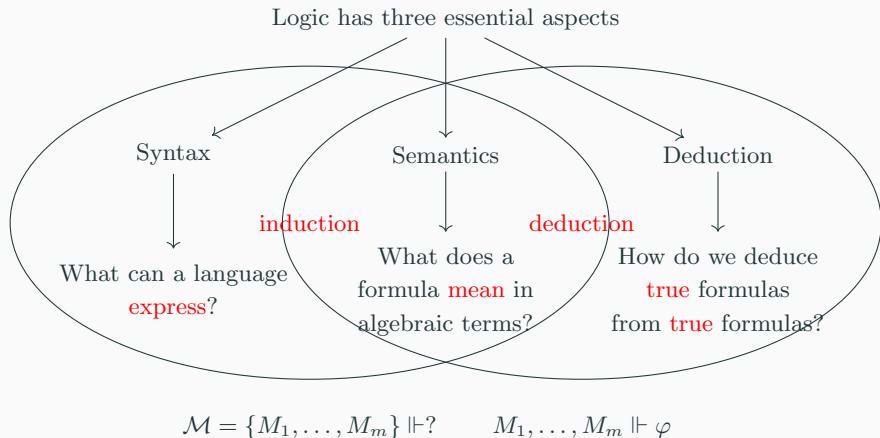 Logic has three essential aspects
Syntax
Semantics
Deduction
induction
deduction
What can a language
express?
What does a
formula mean in
algebraic terms?
How do we deduce
true formulas
from true formulas?
ℳ = {M₁, . . . , Mₘ} ⊩?
M₁, . . . , Mₘ ⊩ φ